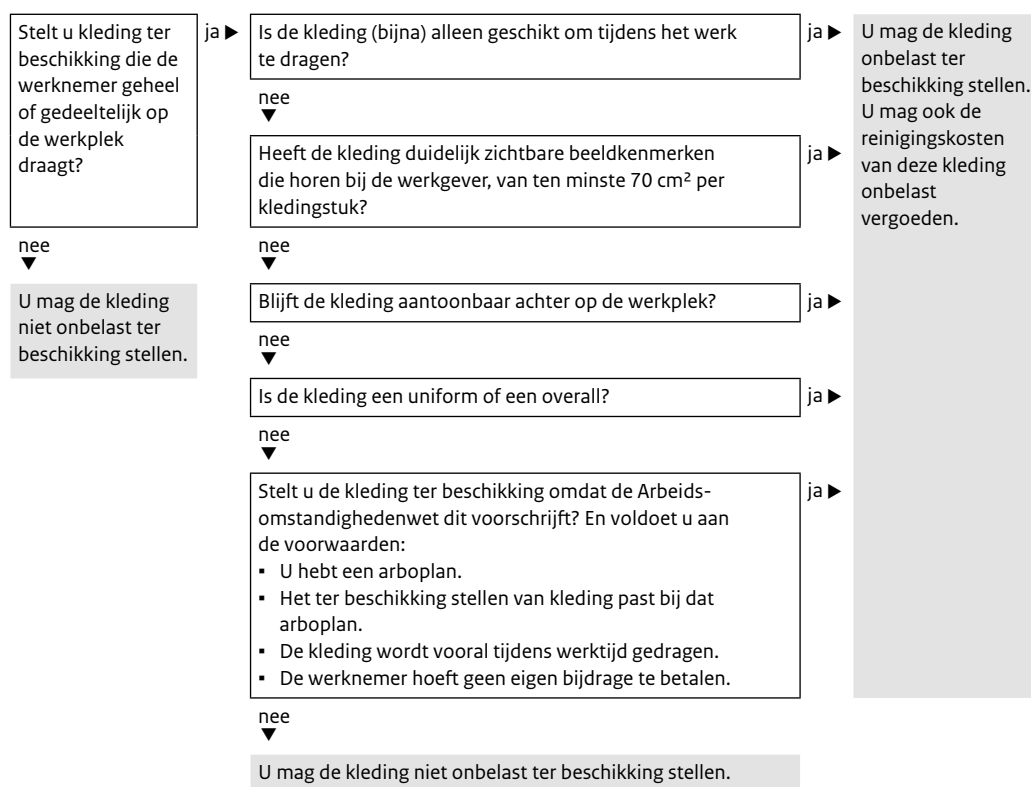 Stelt u kleding ter
beschikking die de
werknemer geheel
of gedeeltelijk op
de werkplek
draagt?
ja ▶
nee
▼
U mag de kleding
niet onbelast ter
beschikking stellen.
Is de kleding (bijna) alleen geschikt om tijdens het werk
te dragen?
ja ▶
nee
▼
Heeft de kleding duidelijk zichtbare beeldkenmerken
die horen bij de werkgever, van ten minste 70 cm² per
kledingstuk?
ja ▶
nee
▼
Blijft de kleding aantoonbaar achter op de werkplek?
ja ▶
nee
▼
Is de kleding een uniform of een overall?
ja ▶
nee
▼
Stelt u de kleding ter beschikking omdat de Arbeids-
omstandighedenwet dit voorschrijft? En voldoet u aan
de voorwaarden:
▪ U hebt een arboplan.
▪ Het ter beschikking stellen van kleding past bij dat
arboplan.
▪ De kleding wordt vooral tijdens werktijd gedragen.
▪ De werknemer hoeft geen eigen bijdrage te betalen.
ja ▶
nee
▼
U mag de kleding niet onbelast ter beschikking stellen.
U mag de kleding
onbelast ter
beschikking stellen.
U mag ook de
reinigingskosten
van deze kleding
onbelast
vergoeden.